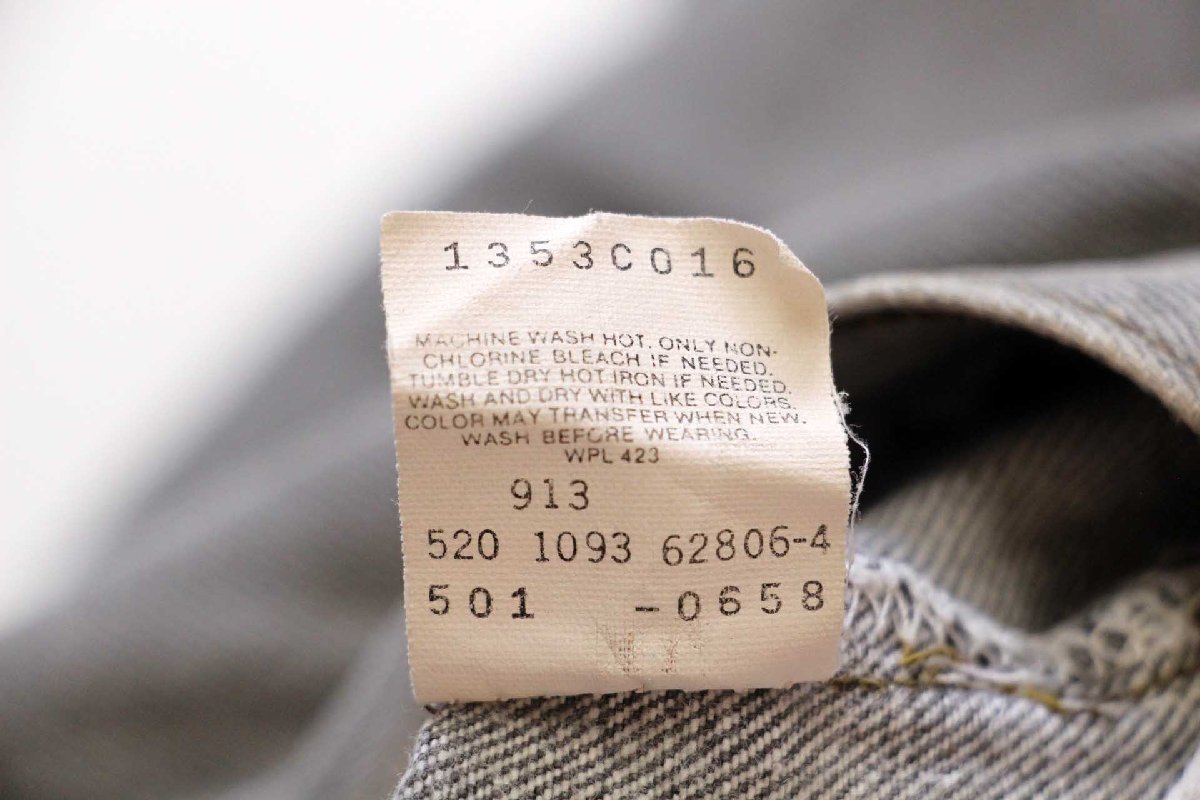 1353C016
MACHINE WASH HOT. ONLY NON-
CHLORINE BLEACH IF NEEDED.
TUMBLE DRY HOT IRON IF NEEDED.
WASH AND DRY WITH LIKE COLORS.
COLOR MAY TRANSFER WHEN NEW.
WASH BEFORE WEARING.
WPL 423
913
520 1093 62806-4
501 -0658